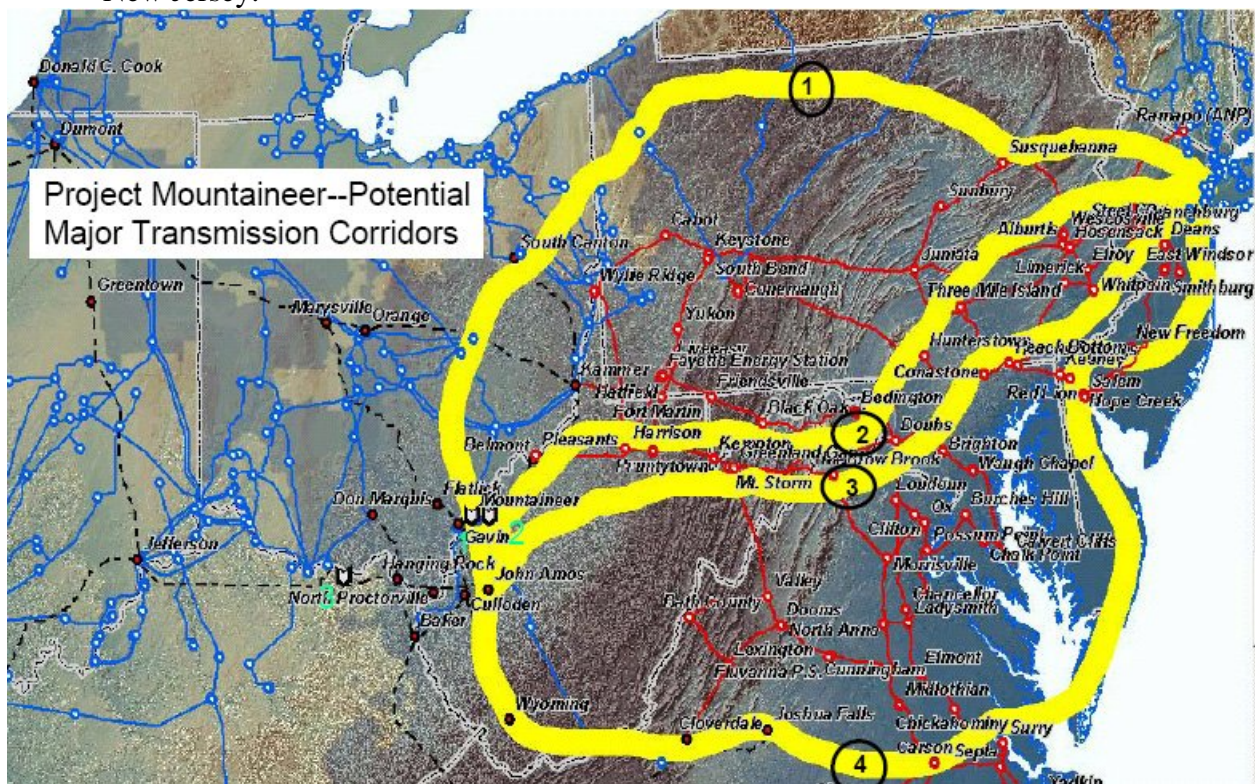 New Jersey.
1
Donald C. Cook
Ramapo (ANP)
Dumont
Susquehanna
Project Mountaineer--Potential
Major Transmission Corridors
Sunbury
Cabot
Wescosville
Branchburg
South Canton
Keystone
Alburtis
Hosensack
Deans
Juniata
Elroy
East Windsor
Wylie Ridge
South Bend
Limerick
Conemaugh
Whitpain
Smithburg
Greentown
Three Mile Island
Marysville
Orange
Yukon
Hunterstown
New Freedom
Peach Bottom
Keeney
Fayette Energy Station
Kammer
Conastone
Friendsville
Salem
Hatfield
Red Lion
Hope Creek
Bedington
Fort Martin
Black Oak
2
Doubs
Harrison
Belmont
Pleasants
Kempton
Brighton
Pruntytown
Meadow Brook
Waugh Chapel
Mt. Storm
3
Flatlick
Loudoun
Don Marquis
Mountaineer
Burches Hill
Ox
Gavin
2
Clifton
Possum Point
Calvert Cliffs
Jefferson
Chalk Point
Hanging Rock
Morrisville
John Amos
Valley
3
North Proctorville
Culloden
Chancellor
Bath County
Dooms
Ladysmith
Baker
North Anna
Lexington
Elmont
Fluvanna P.S.
Cunningham
Midlothian
Wyoming
Joshua Falls
Chickahominy
Surry
Cloverdale
Carson
Septa
4
Yadkin